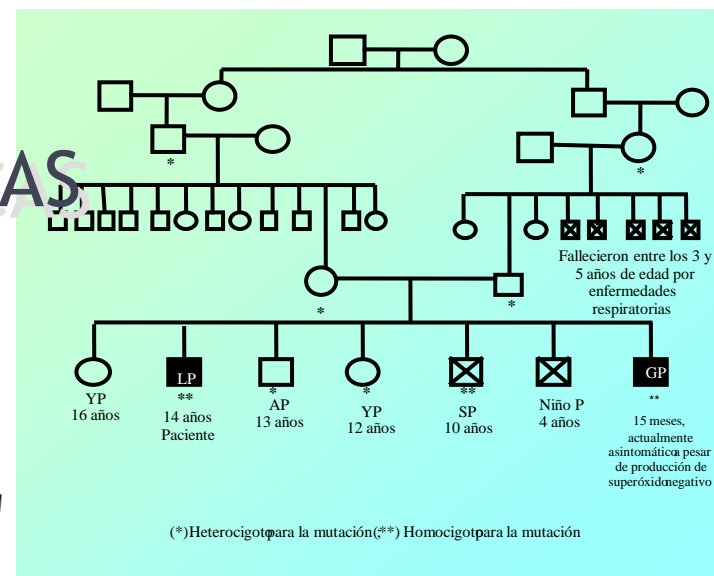 CAS
*
*
Fallecieron entre los 3 y
5 años de edad por
enfermedades
respiratorias
*
*
LP
GP
**
*
*
**
**
YP
16 años
14 años
Paciente
AP
13 años
YP
12 años
SP
10 años
Niño P
4 años
15 meses,
actualmente
asintomático a pesar
de producción de
superóxido negativo
(*)Heterocigoto para la mutación; (**) Homocigoto para la mutación